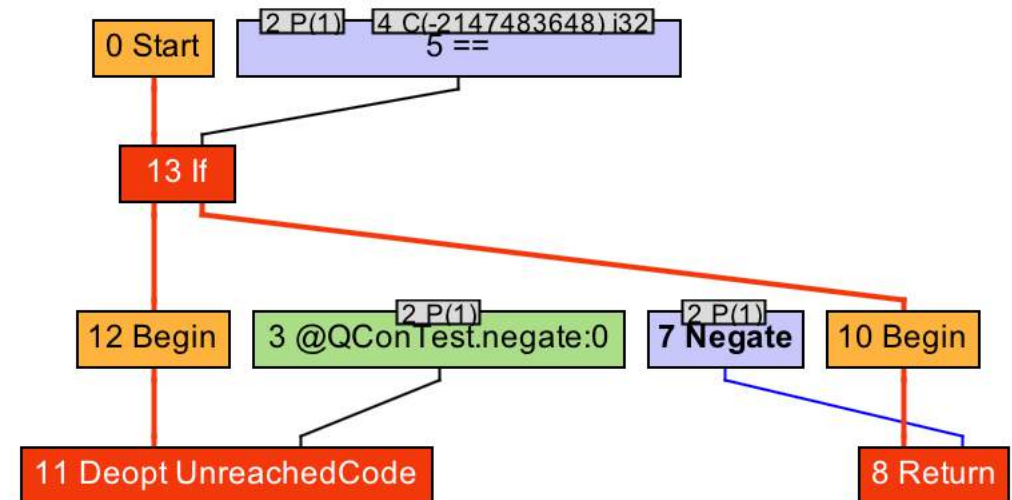 2 P(1) 4 C(-2147483648) i32
0 Start 5 ==
13 If
2 P(1) 2 P(1)
12 Begin 3 @QConTest.negate:0 7 Negate 10 Begin
11 Deopt UnreachedCode 8 Return